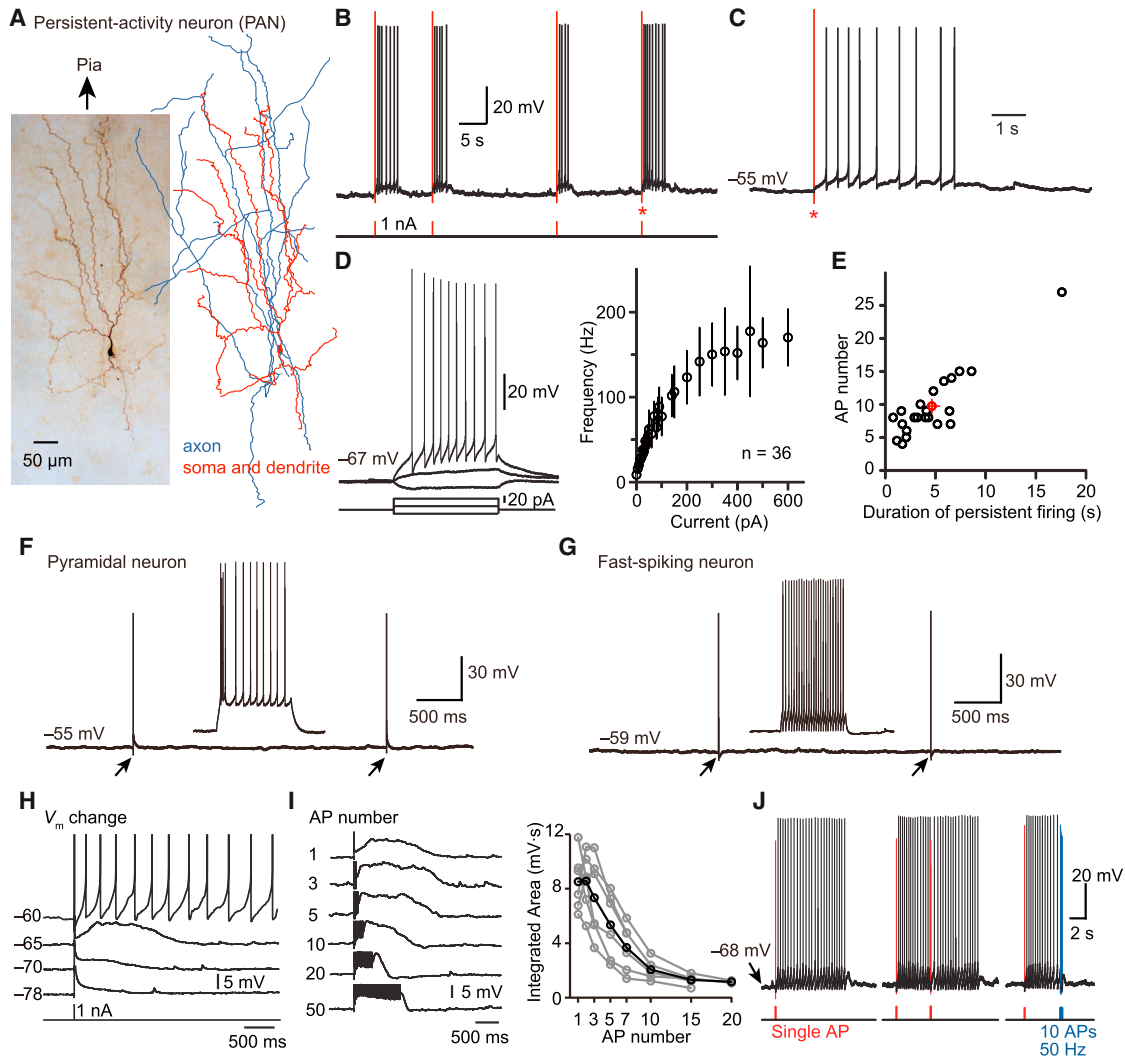 A Persistent-activity neuron (PAN)
Pia
50 µm
axon
soma and dendrite
B
20 mV
5 s
*
1 nA
C
1 s
–55 mV
*
D
20 mV
–67 mV
20 pA
Frequency (Hz)
200
100
0
n = 36
0 200 400 600
Current (pA)
E
AP number
25
20
15
10
5
0
0 5 10 15 20
Duration of persistent firing (s)
F
Pyramidal neuron
30 mV
500 ms
–55 mV
G
Fast-spiking neuron
30 mV
500 ms
–59 mV
H
Vm change
–60
–65
–70
–78
5 mV
1 nA
500 ms
I
AP number
1
3
5
10
20
50
5 mV
500 ms
Integrated Area (mV·s)
12
8
4
0
1 3 5 7 10 15 20
AP number
J
20 mV
2 s
–68 mV
Single AP
10 APs
50 Hz